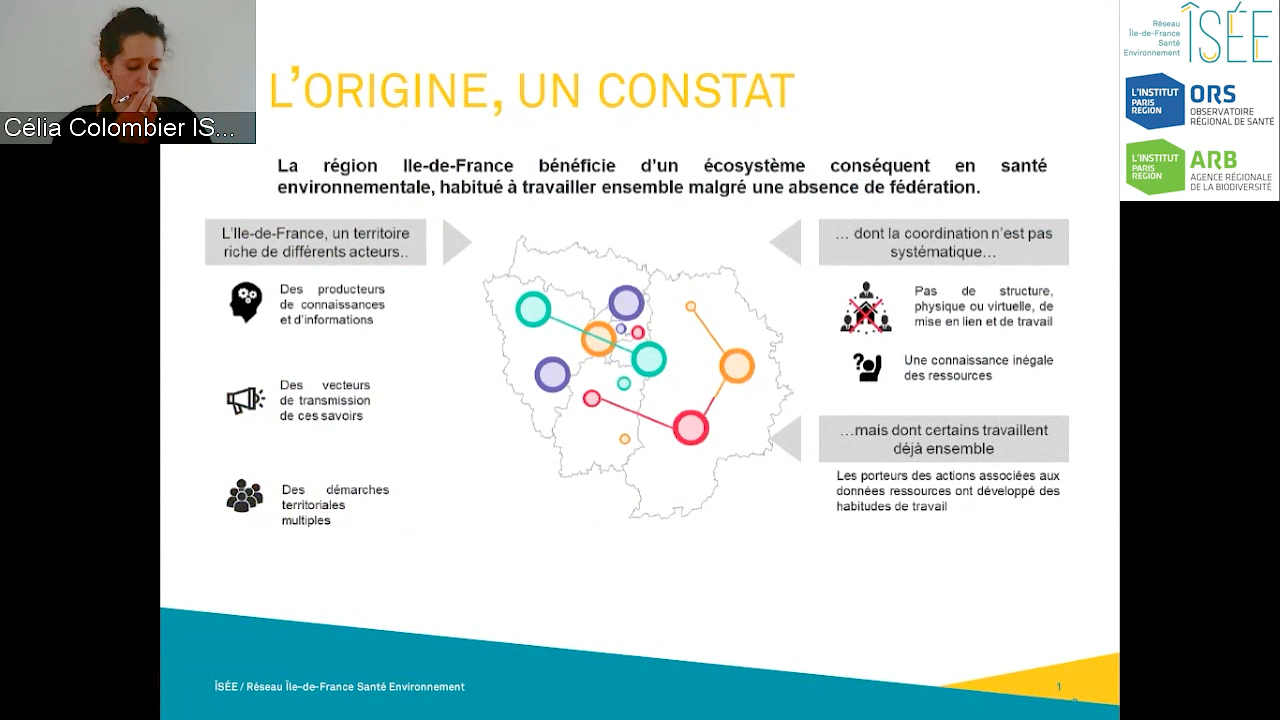 Célia Colombier IS...
L'ORIGINE, UN CONSTAT
La région Ile-de-France bénéficie d'un écosystème conséquent en santé
environnementale, habitué à travailler ensemble malgré une absence de fédération.
L'Ile-de-France, un territoire
riche de différents acteurs..
Des producteurs
de connaissances
et d'informations
Des vecteurs
de transmission
de ces savoirs
Des démarches
territoriales
multiples
... dont la coordination n'est pas
systématique...
Pas de structure,
physique ou virtuelle, de
mise en lien et de travail
Une connaissance inégale
des ressources
...mais dont certains travaillent
déjà ensemble
Les porteurs des actions associées aux
données ressources ont développé des
habitudes de travail
ÎSÉE / Réseau Île-de-France Santé Environnement
1
Réseau
Île-de-France
Santé
Environnement
ÎSÉE
L'INSTITUT
PARIS
REGION
ORS
OBSERVATOIRE
RÉGIONAL DE SANTÉ
L'INSTITUT
PARIS
REGION
ARB
AGENCE RÉGIONALE
DE LA BIODIVERSITÉ